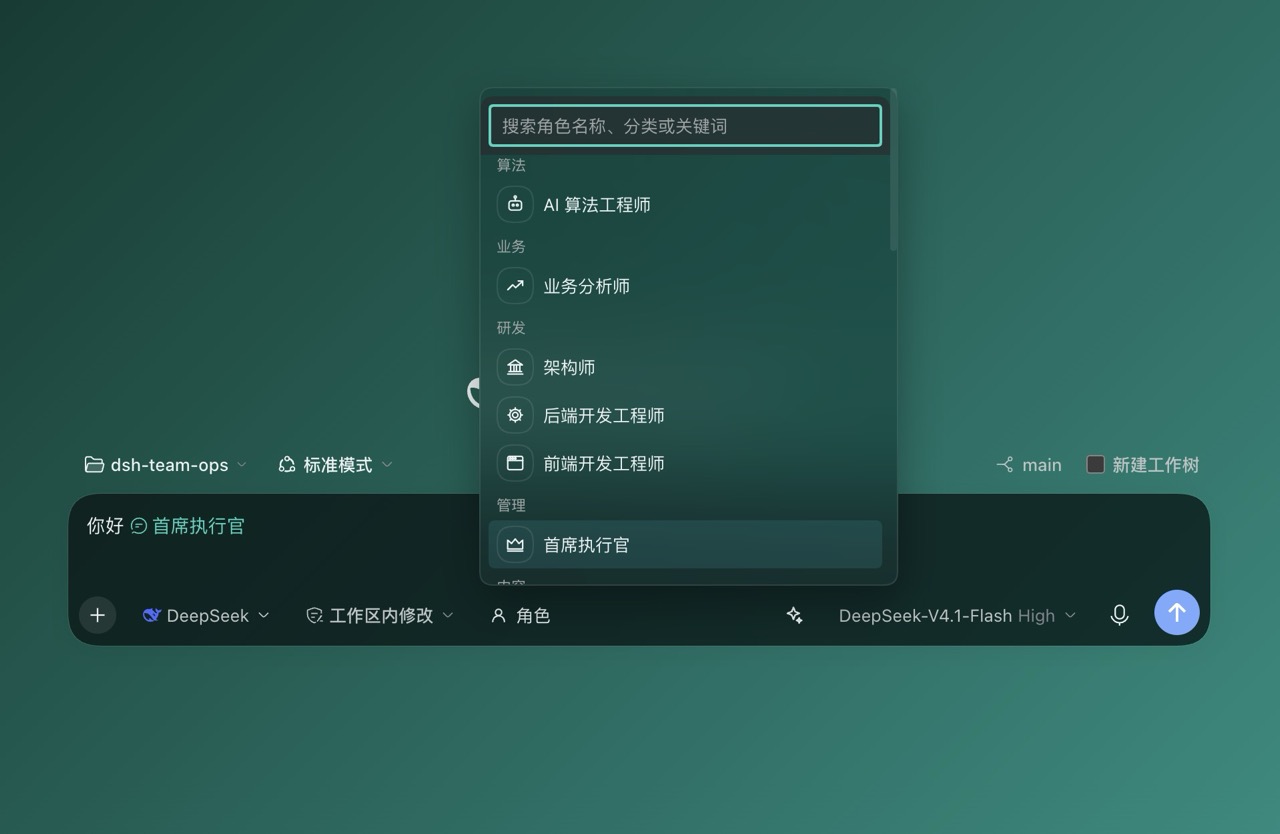 搜索角色名称、分类或关键词
算法
AI 算法工程师
业务
业务分析师
研发
架构师
后端开发工程师
前端开发工程师
管理
首席执行官
dsh-team-ops
标准模式
main
新建工作树
你好 首席执行官
DeepSeek
工作区内修改
角色
DeepSeek-V4.1-Flash High